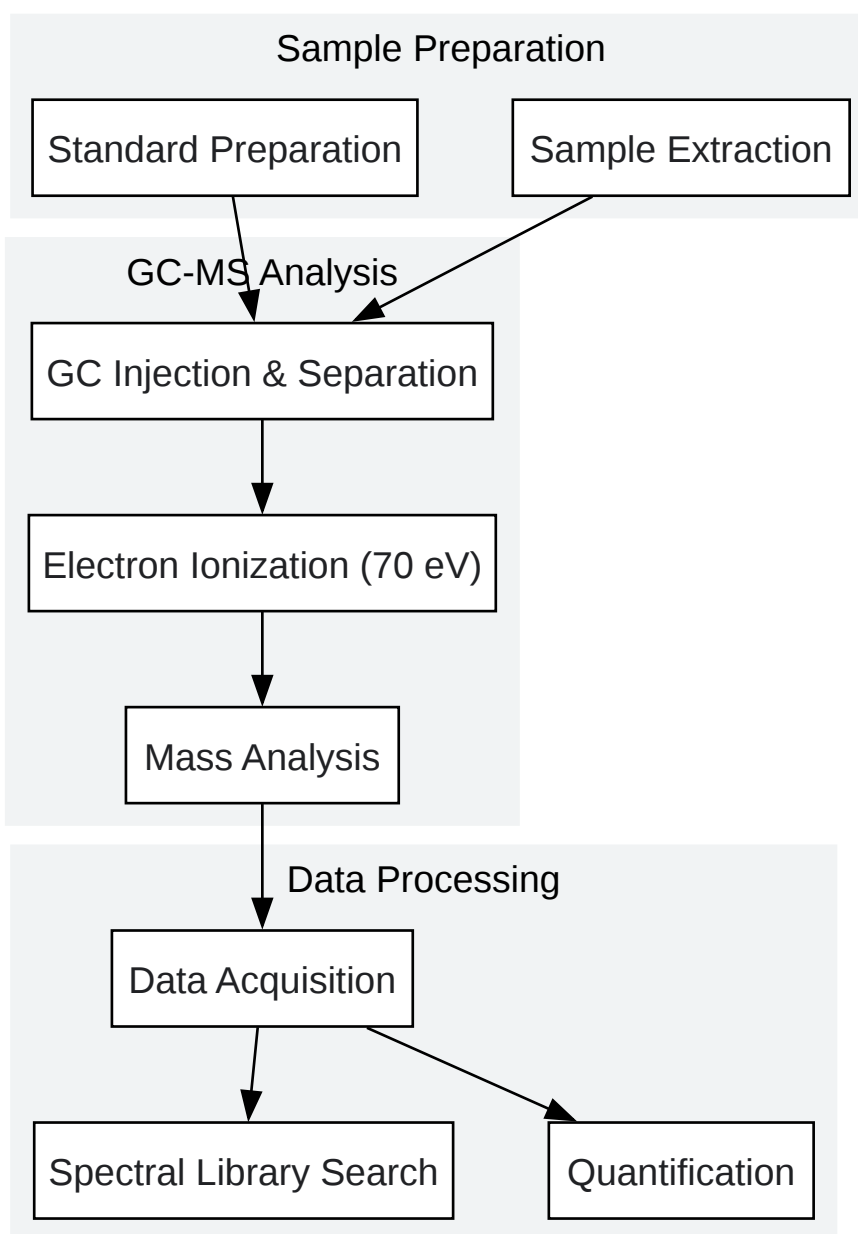 Sample Preparation
Standard Preparation
Sample Extraction
GC-MS Analysis
GC Injection & Separation
Electron Ionization (70 eV)
Mass Analysis
Data Processing
Data Acquisition
Spectral Library Search
Quantification